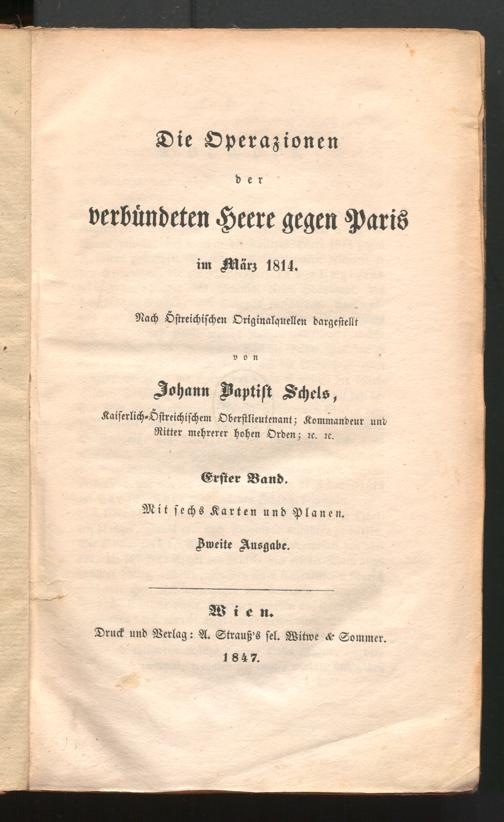 Die Operazionen
der
verbündeten Heere gegen Paris
im März 1814.
Nach Östreichischen Originalquellen dargestellt
von
Johann Baptist Schels,
Kaiserlich-Östreichischem Oberstlieutenant; Kommandeur und
Ritter mehrerer hohen Orden; ꝛc. ꝛc.
Erster Band.
Mit sechs Karten und Planen.
Zweite Ausgabe.
Wien.
Druck und Verlag: A. Strauß's sel. Witwe & Sommer.
1847.